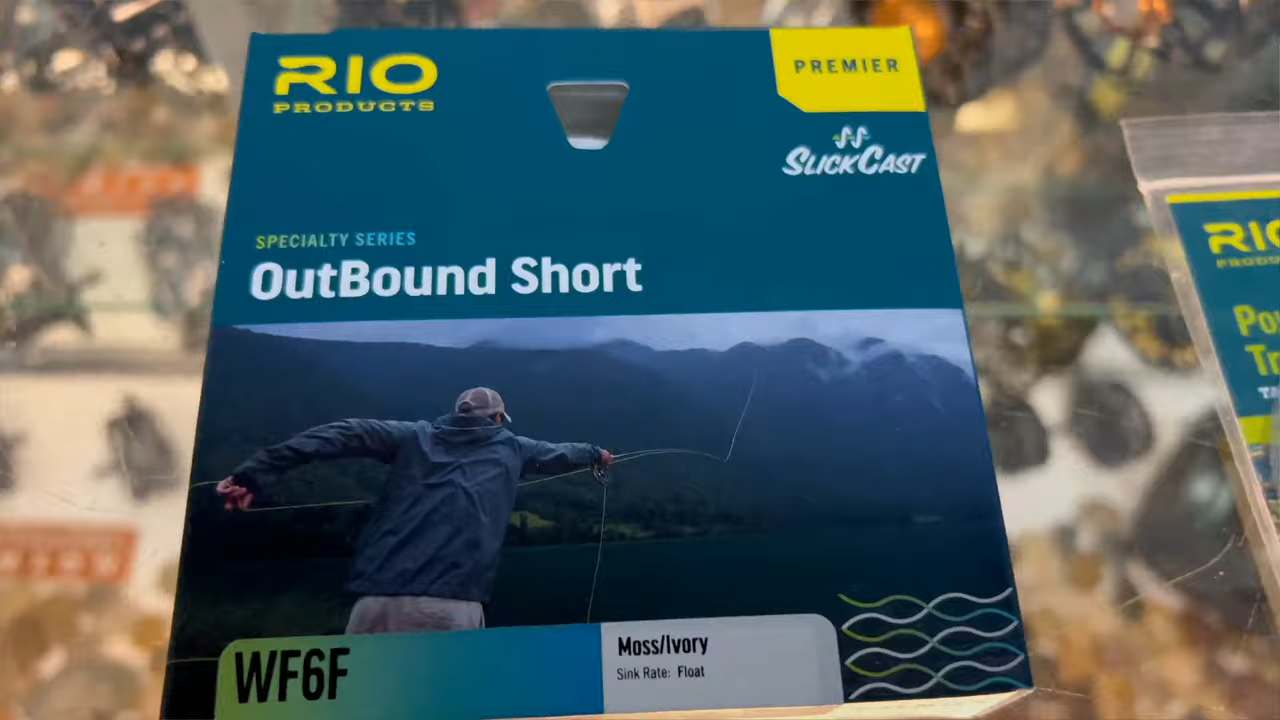 RIO
PRODUCTS
PREMIER
SLICKCAST
SPECIALTY SERIES
OutBound Short
WF6F
Moss/Ivory
Sink Rate: Float
RIO